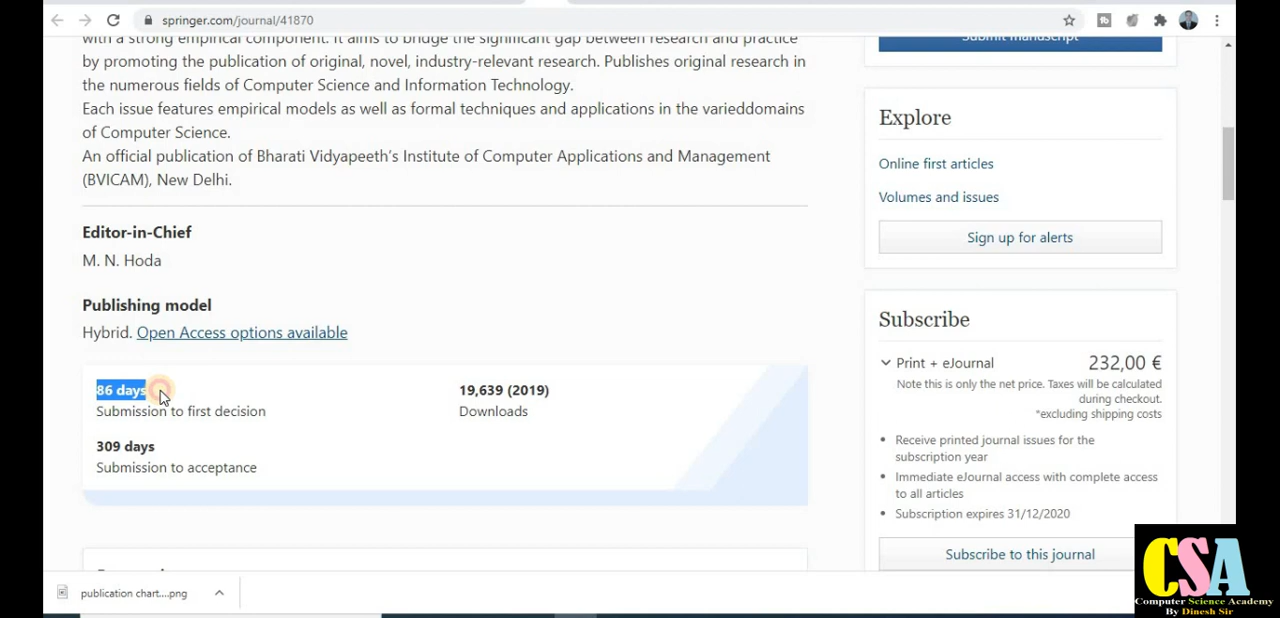 springer.com/journal/41870
with a strong empirical component. It aims to bridge the significant gap between research and practice
by promoting the publication of original, novel, industry-relevant research. Publishes original research in
the numerous fields of Computer Science and Information Technology.
Each issue features empirical models as well as formal techniques and applications in the varieddomains
of Computer Science.
An official publication of Bharati Vidyapeeth's Institute of Computer Applications and Management
(BVICAM), New Delhi.
Editor-in-Chief
M. N. Hoda
Publishing model
Hybrid. Open Access options available
86 days
Submission to first decision
19,639 (2019)
Downloads
309 days
Submission to acceptance
Submit manuscript
Explore
Online first articles
Volumes and issues
Sign up for alerts
Subscribe
Print + eJournal 232,00 €
Note this is only the net price. Taxes will be calculated
during checkout.
*excluding shipping costs
Receive printed journal issues for the
subscription year
Immediate eJournal access with complete access
to all articles
Subscription expires 31/12/2020
Subscribe to this journal
publication chart....png
CSA
Computer Science Academy
By Dinesh Sir